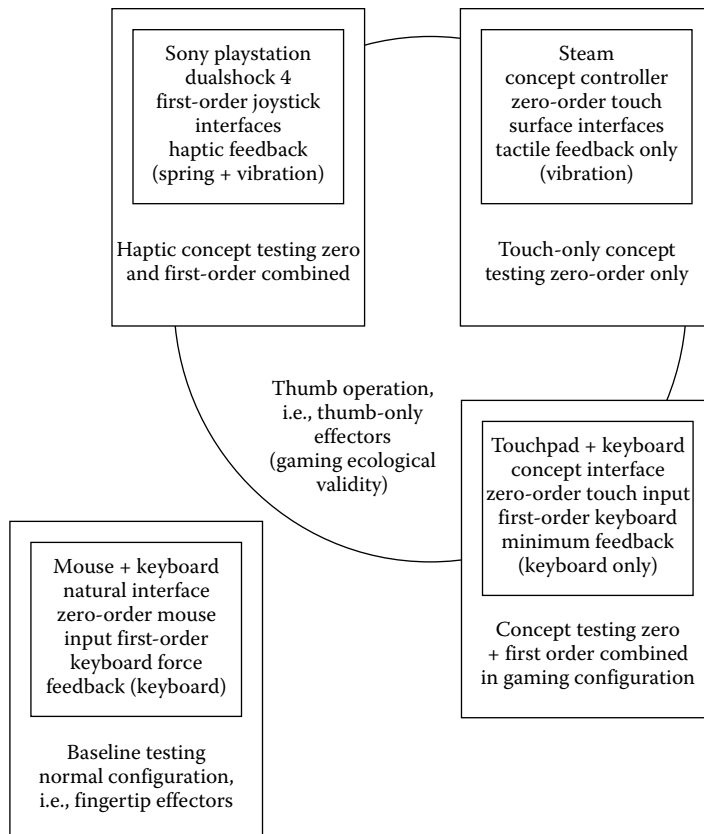 Sony playstation
dualshock 4
first-order joystick
interfaces
haptic feedback
(spring + vibration)
Haptic concept testing zero
and first-order combined
Steam
concept controller
zero-order touch
surface interfaces
tactile feedback only
(vibration)
Touch-only concept
testing zero-order only
Thumb operation,
i.e., thumb-only
effectors
(gaming ecological
validity)
Touchpad + keyboard
concept interface
zero-order touch input
first-order keyboard
minimum feedback
(keyboard only)
Concept testing zero
+ first order combined
in gaming configuration
Mouse + keyboard
natural interface
zero-order mouse
input first-order
keyboard force
feedback (keyboard)
Baseline testing
normal configuration,
i.e., fingertip effectors